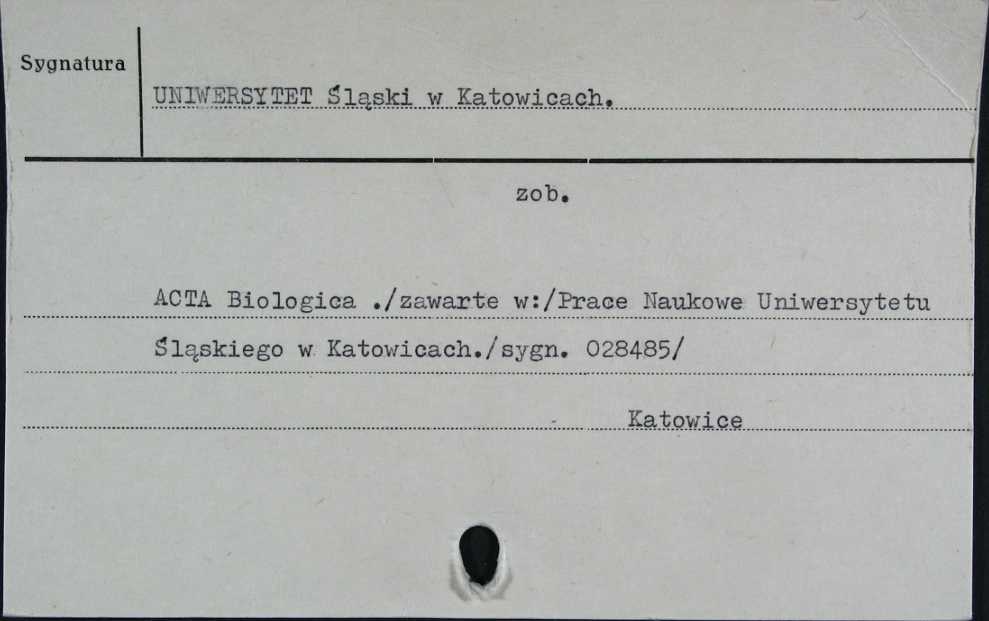 Sygnatura
UNIWERSYTET Śląski w Katowicach.
zob.
ACTA Biologica ./zawarte w:/Prace Naukowe Uniwersytetu
Śląskiego w Katowicach./sygn. 028485/
Katowice